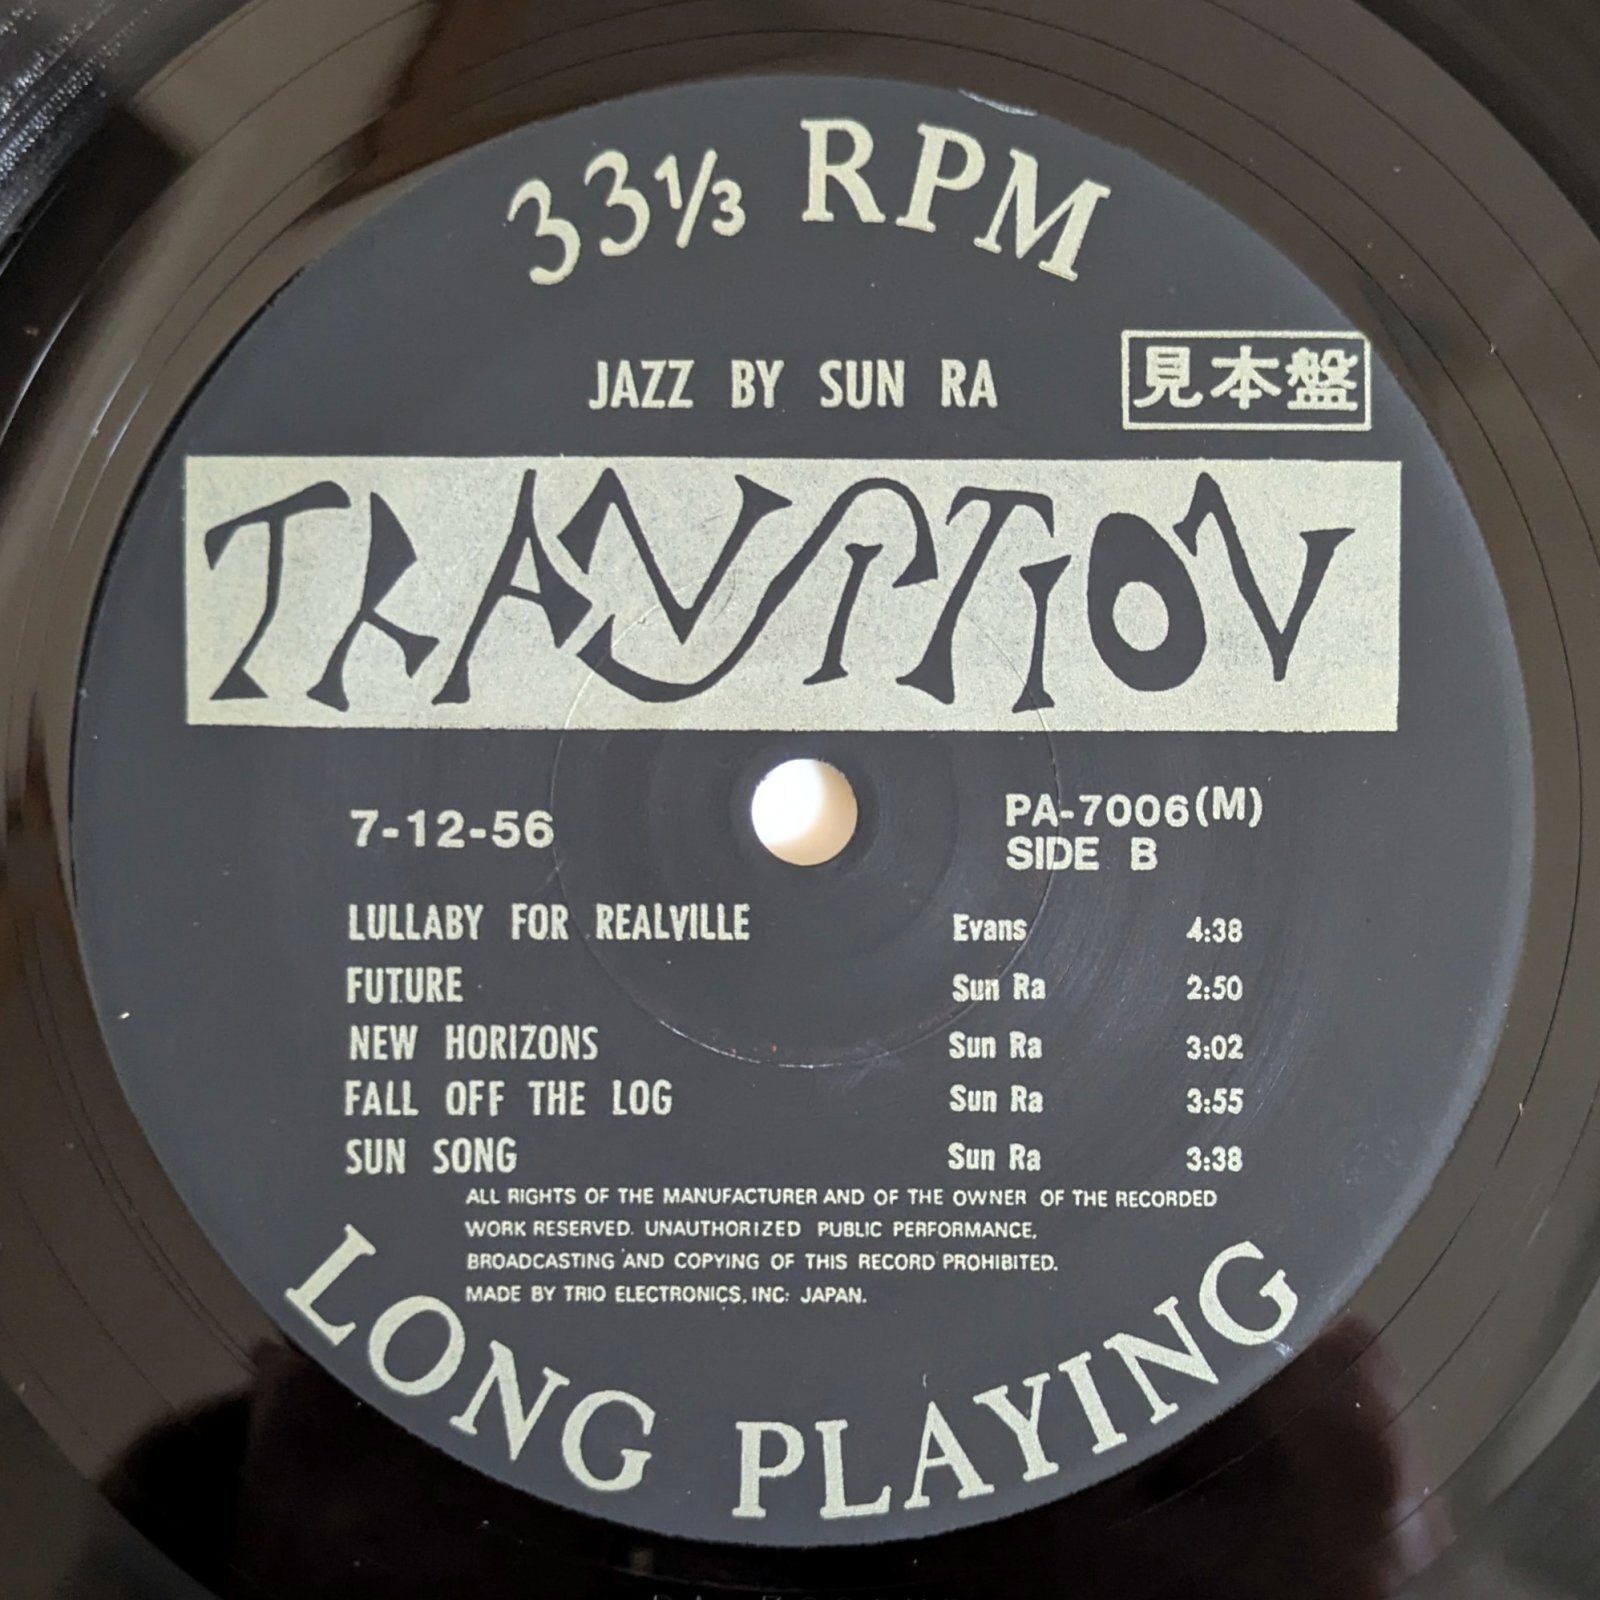 33⅓ RPM
JAZZ BY SUN RA
見本盤
TRANSITION
7-12-56
PA-7006(M)
SIDE B
LULLABY FOR REALVILLE Evans 4:38
FUTURE Sun Ra 2:50
NEW HORIZONS Sun Ra 3:02
FALL OFF THE LOG Sun Ra 3:55
SUN SONG Sun Ra 3:38
ALL RIGHTS OF THE MANUFACTURER AND OF THE OWNER OF THE RECORDED
WORK RESERVED. UNAUTHORIZED PUBLIC PERFORMANCE,
BROADCASTING AND COPYING OF THIS RECORD PROHIBITED.
MADE BY TRIO ELECTRONICS, INC: JAPAN.
LONG PLAYING